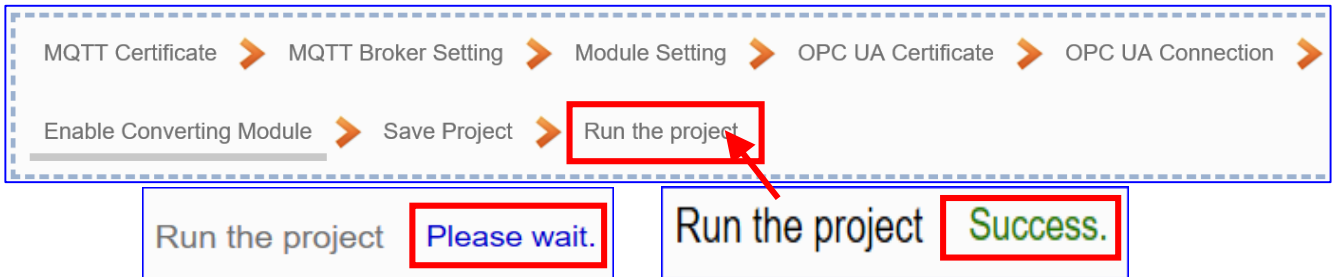 MQTT Certificate MQTT Broker Setting Module Setting OPC UA Certificate OPC UA Connection
Enable Converting Module Save Project Run the project
Run the project Please wait.
Run the project Success.